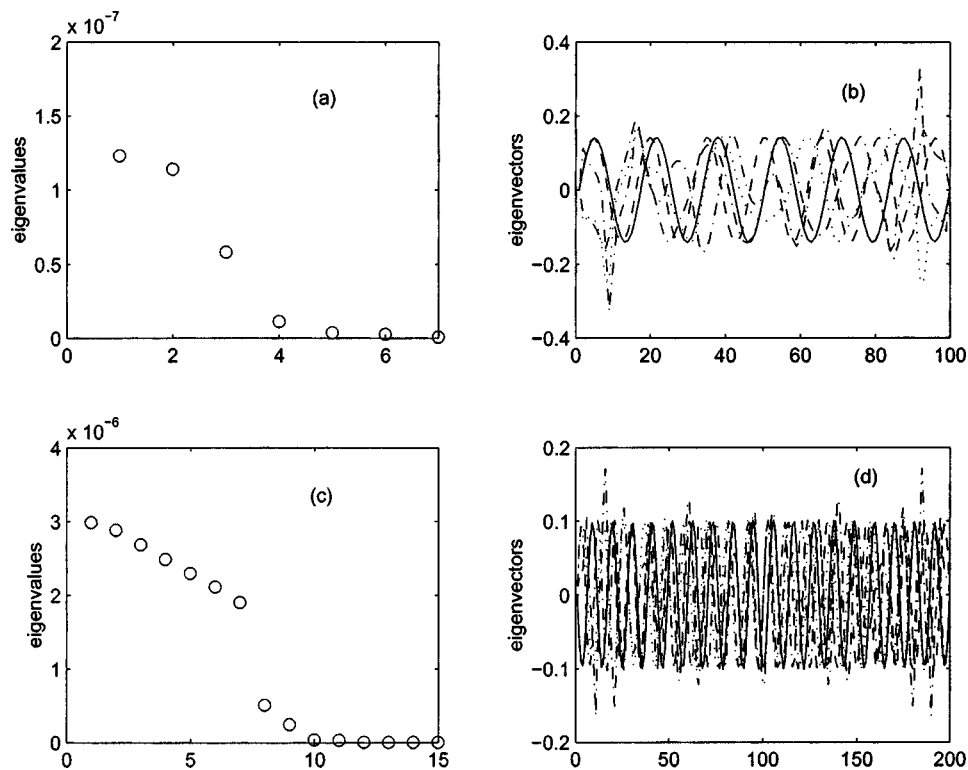 x 10⁻⁷
2
1.5
1
0.5
0
eigenvalues
(a)
0 2 4 6
0.4
0.2
0
−0.2
−0.4
eigenvectors
(b)
0 20 40 60 80 100
x 10⁻⁶
4
3
2
1
0
eigenvalues
(c)
0 5 10 15
0.2
0.1
0
−0.1
−0.2
eigenvectors
(d)
0 50 100 150 200